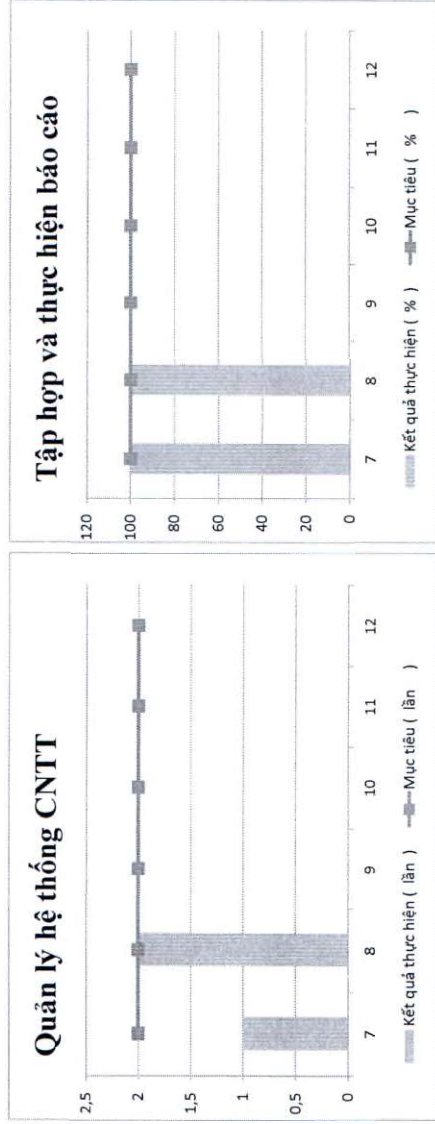 Quản lý hệ thống CNTT
2,5
2
1,5
1
0,5
0
7 8 9 10 11 12
Kết quả thực hiện ( lần ) Mục tiêu ( lần )
Tập hợp và thực hiện báo cáo
120
100
80
60
40
20
0
7 8 9 10 11 12
Kết quả thực hiện ( % ) Mục tiêu ( % )